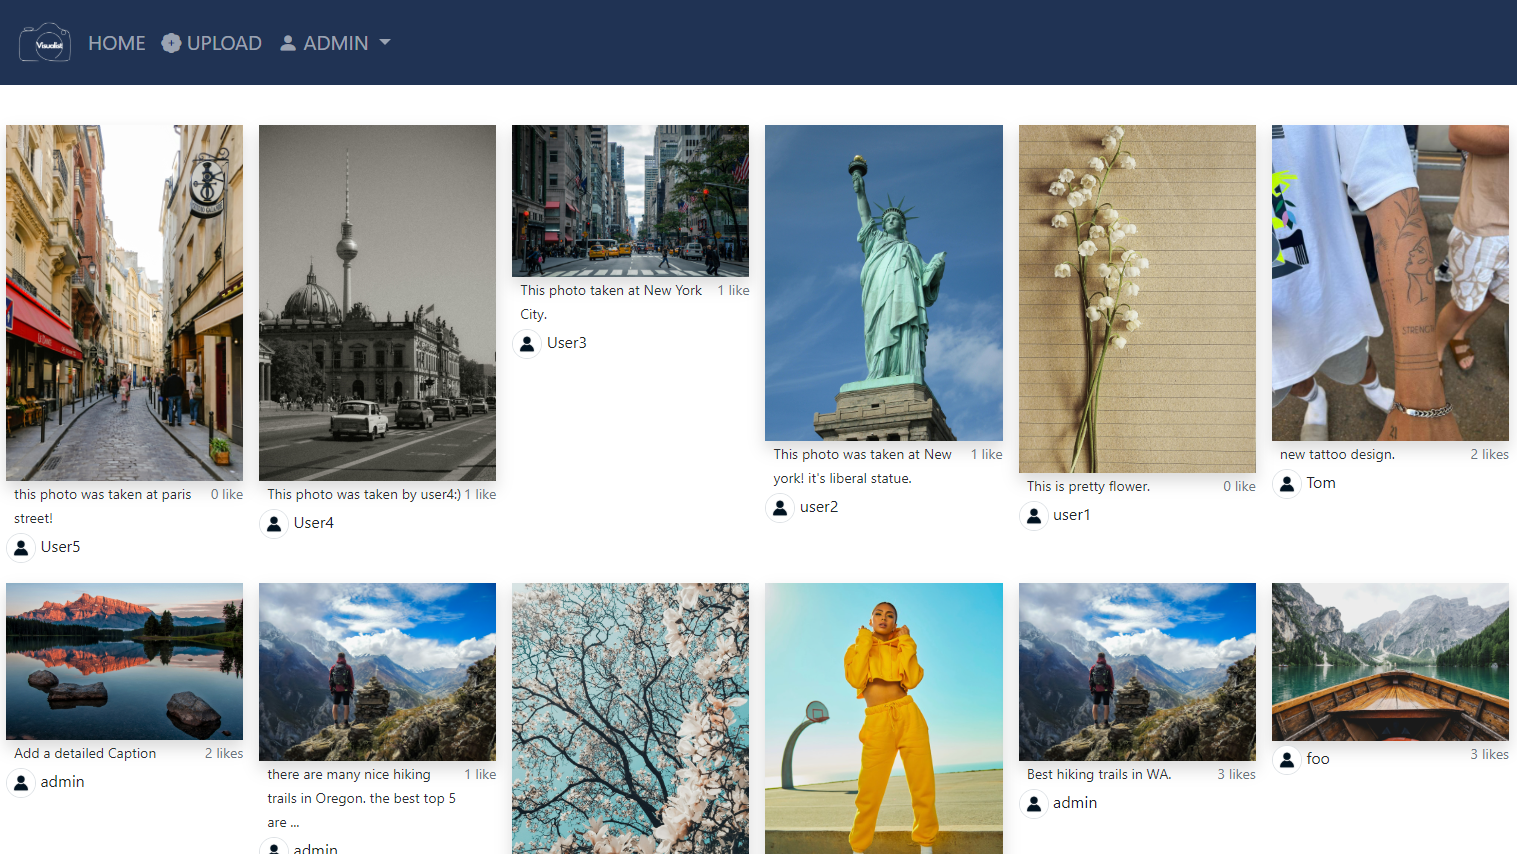 Visualist
HOME
UPLOAD
ADMIN
This photo taken at New York
1 like
City.
User3
This photo was taken at New
1 like
york! it's liberal statue.
user2
new tattoo design.
2 likes
Tom
STRENGT
This is pretty flower.
0 like
user1
this photo was taken at paris
0 like
street!
User5
This photo was taken by user4:)
1 like
User4
Add a detailed Caption
2 likes
admin
there are many nice hiking
1 like
trails in Oregon. the best top 5
are ...
admin
Best hiking trails in WA.
3 likes
admin
3 likes
foo